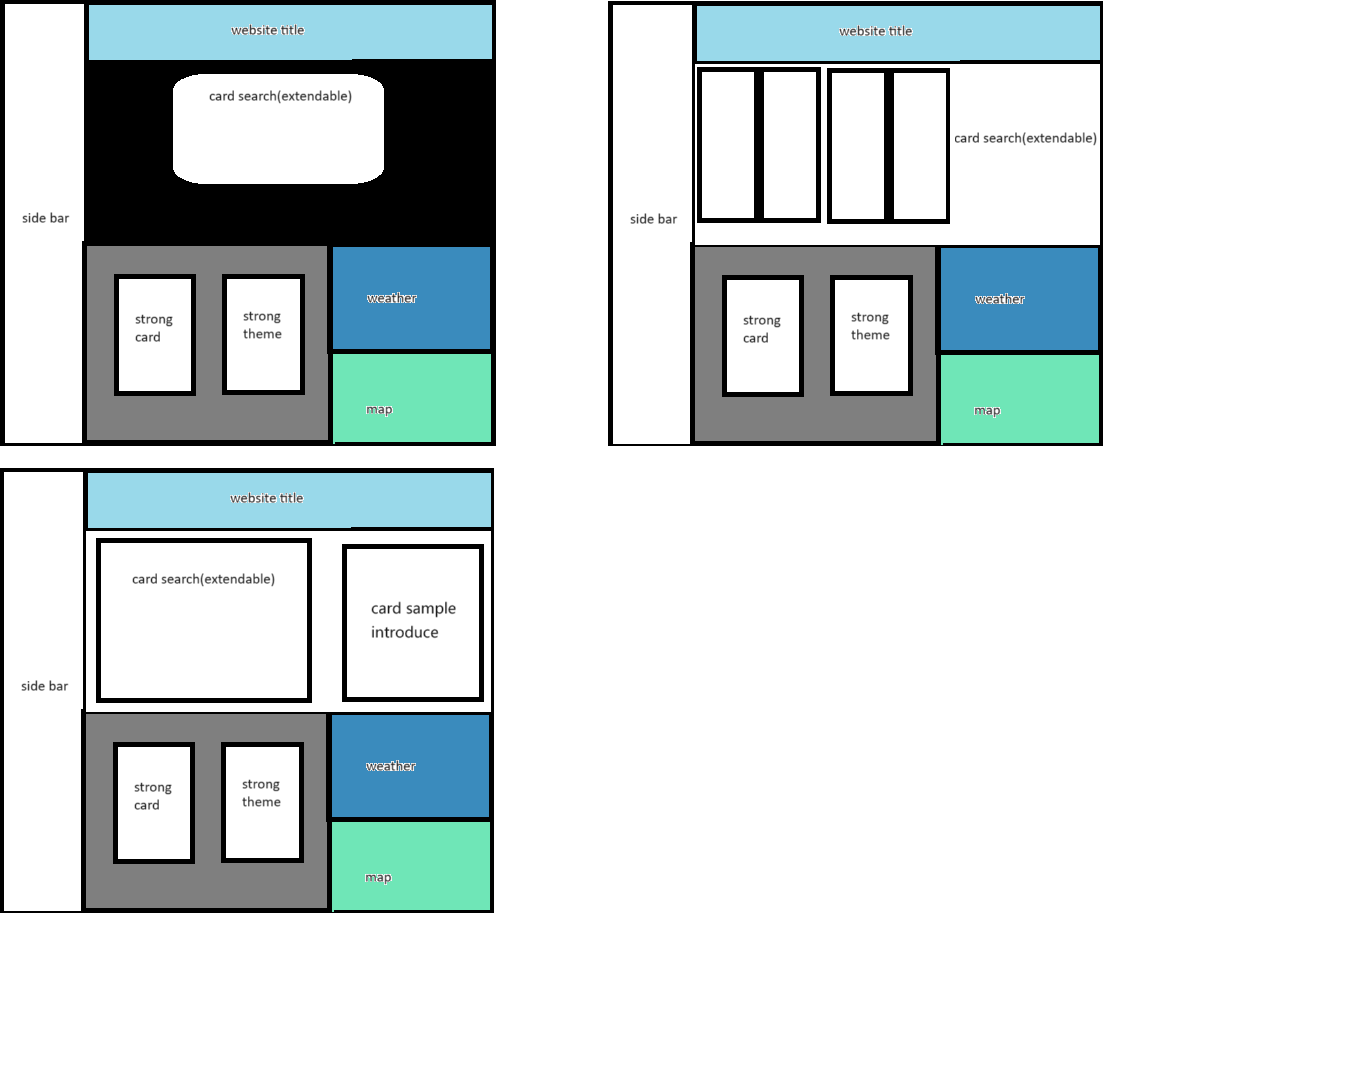 website title
card search(extendable)
side bar
strong
card
strong
theme
weather
map
website title
card search(extendable)
side bar
strong
card
strong
theme
weather
map
website title
card search(extendable)
card sample
introduce
side bar
strong
card
strong
theme
weather
map